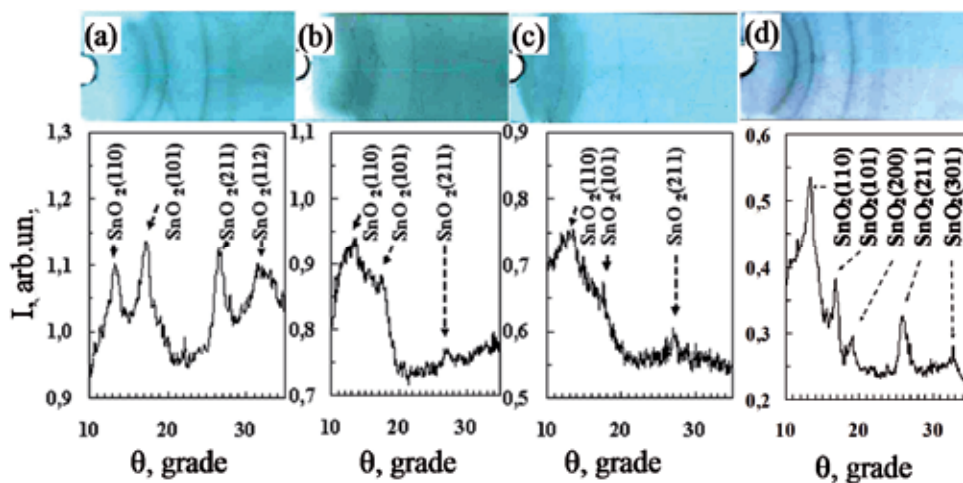 (a)
(b)
(c)
(d)
I, arb.un.
1,3
1,2
1,1
1,0
0,9
SnO2(110)
SnO2(101)
SnO2(211)
SnO2(112)
10 20 30
θ, grade
1,0
0,9
0,8
0,7
SnO2(110)
SnO2(101)
SnO2(211)
10 20 30
θ, grade
0,9
0,8
0,7
0,6
0,5
SnO2(110)
SnO2(101)
SnO2(211)
10 20 30
θ, grade
0,6
0,5
0,4
0,3
0,2
SnO2(110)
SnO2(101)
SnO2(200)
SnO2(211)
SnO2(301)
10 20 30
θ, grade